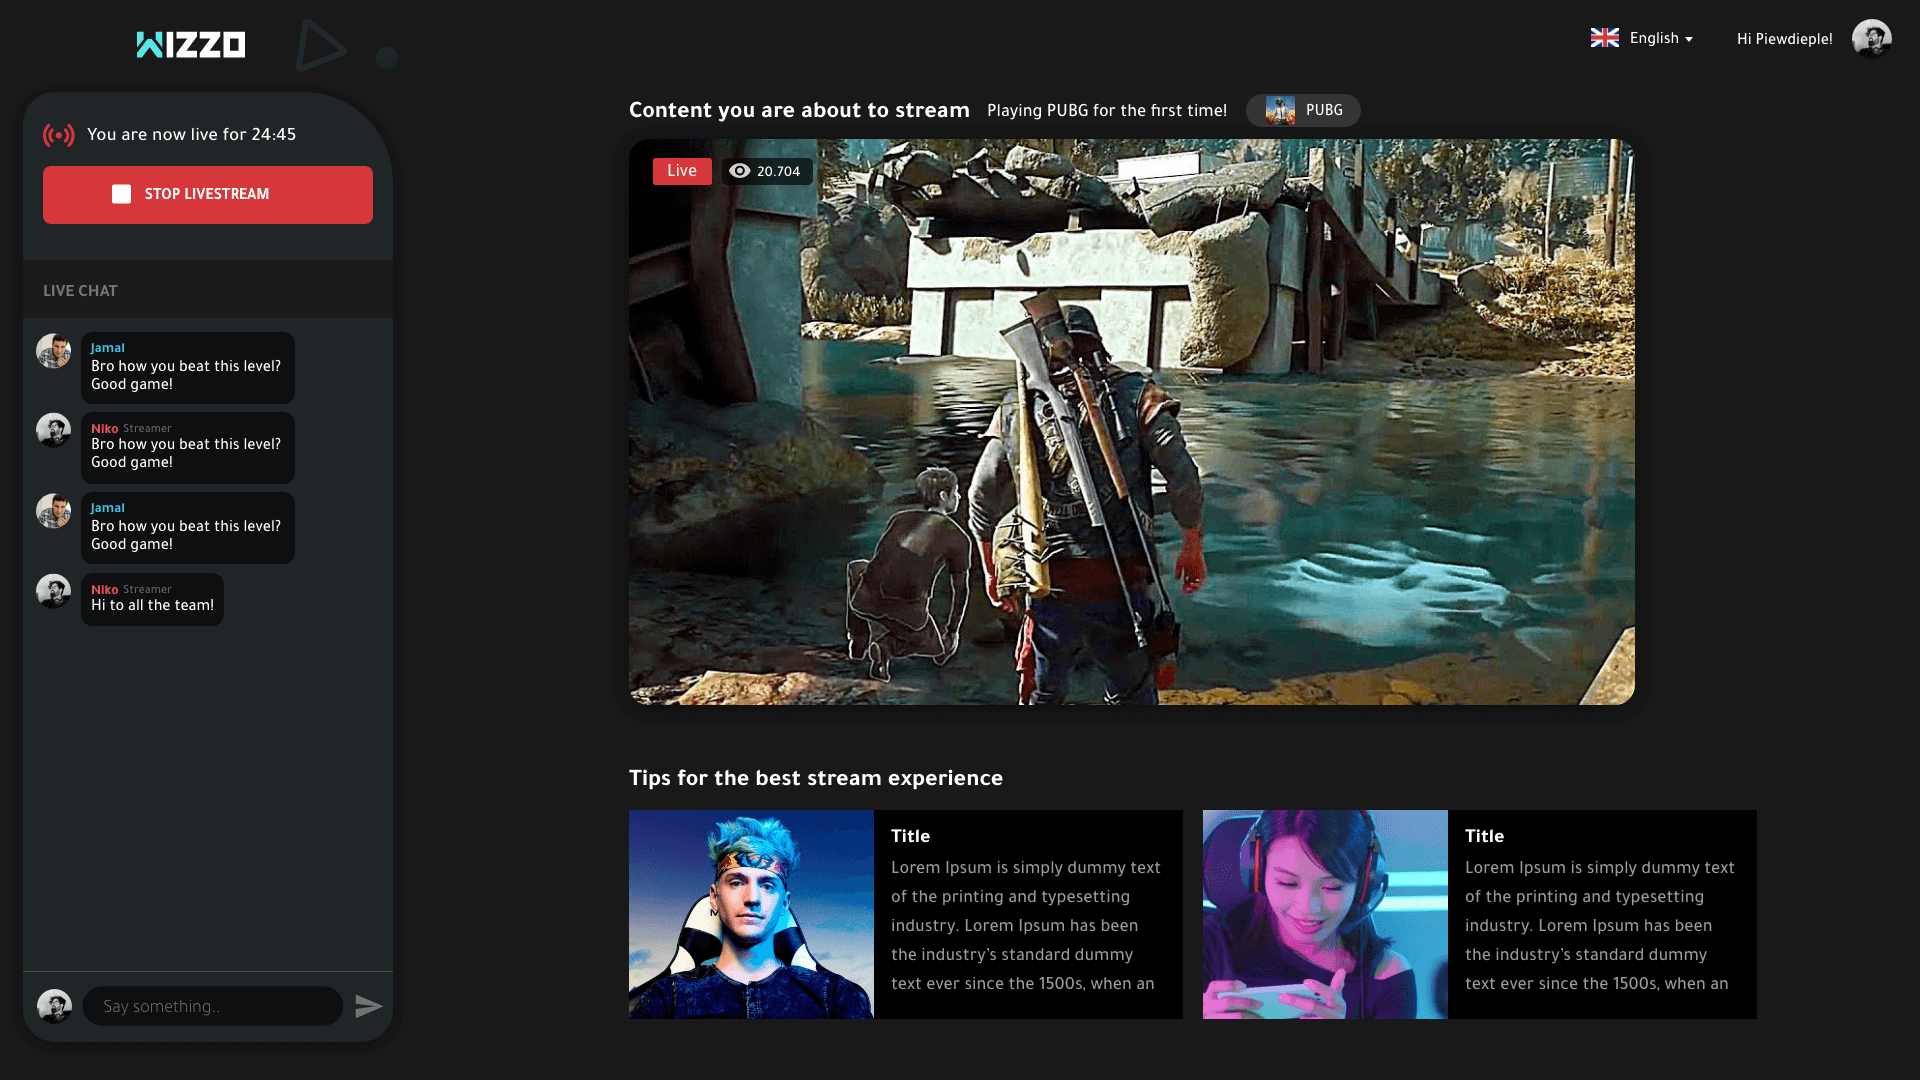 WIZZO
English
Hi Piewdieple!
You are now live for 24:45
STOP LIVESTREAM
LIVE CHAT
Jamal
Bro how you beat this level?
Good game!
Niko Streamer
Bro how you beat this level?
Good game!
Jamal
Bro how you beat this level?
Good game!
Niko Streamer
Hi to all the team!
Say something..
Content you are about to stream Playing PUBG for the first time! PUBG
Live 20.704
Tips for the best stream experience
Title
Lorem Ipsum is simply dummy text
of the printing and typesetting
industry. Lorem Ipsum has been
the industry’s standard dummy
text ever since the 1500s, when an
Title
Lorem Ipsum is simply dummy text
of the printing and typesetting
industry. Lorem Ipsum has been
the industry’s standard dummy
text ever since the 1500s, when an